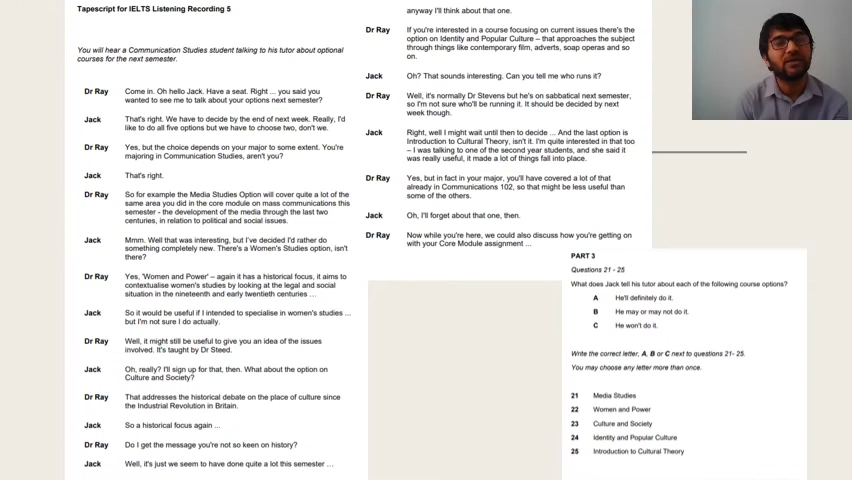 Tapescript for IELTS Listening Recording 5
You will hear a Communication Studies student talking to his tutor about optional
courses for the next semester.
Dr Ray Come in. Oh hello Jack. Have a seat. Right ... you said you
wanted to see me to talk about your options next semester?
Jack That's right. We have to decide by the end of next week. Really, I'd
like to do all five options but we have to choose two, don't we.
Dr Ray Yes, but the choice depends on your major to some extent. You're
majoring in Communication Studies, aren't you?
Jack That's right.
Dr Ray So for example the Media Studies Option will cover quite a lot of the
same area you did in the core module on mass communications this
semester - the development of the media through the last two
centuries, in relation to political and social issues.
Jack Mmm. Well that was interesting, but I've decided I'd rather do
something completely new. There's a Women's Studies option, isn't
there?
Dr Ray Yes, 'Women and Power' – again it has a historical focus, it aims to
contextualise women's studies by looking at the legal and social
situation in the nineteenth and early twentieth centuries ...
Jack So it would be useful if I intended to specialise in women's studies ...
but I'm not sure I do actually.
Dr Ray Well, it might still be useful to give you an idea of the issues
involved. It's taught by Dr Steed.
Jack Oh, really? I'll sign up for that, then. What about the option on
Culture and Society?
Dr Ray That addresses the historical debate on the place of culture since
the Industrial Revolution in Britain.
Jack So a historical focus again ...
Dr Ray Do I get the message you're not so keen on history?
Jack Well, it's just we seem to have done quite a lot this semester ...
anyway I'll think about that one.
Dr Ray If you're interested in a course focusing on current issues there's the
option on Identity and Popular Culture – that approaches the subject
through things like contemporary film, adverts, soap operas and so
on.
Jack Oh? That sounds interesting. Can you tell me who runs it?
Dr Ray Well, it's normally Dr Stevens but he's on sabbatical next semester,
so I'm not sure who'll be running it. It should be decided by next
week though.
Jack Right, well I might wait until then to decide ... And the last option is
Introduction to Cultural Theory, isn't it. I'm quite interested in that too
– I was talking to one of the second year students, and she said it
was really useful, it made a lot of things fall into place.
Dr Ray Yes, but in fact in your major, you'll have covered a lot of that
already in Communications 102, so that might be less useful than
some of the others.
Jack Oh, I'll forget about that one, then.
Dr Ray Now while you're here, we could also discuss how you're getting on
with your Core Module assignment ...
PART 3
Questions 21 - 25
What does Jack tell his tutor about each of the following course options?
A He'll definitely do it.
B He may or may not do it.
C He won't do it.
Write the correct letter, A, B or C next to questions 21- 25.
You may choose any letter more than once.
21 Media Studies
22 Women and Power
23 Culture and Society
24 Identity and Popular Culture
25 Introduction to Cultural Theory